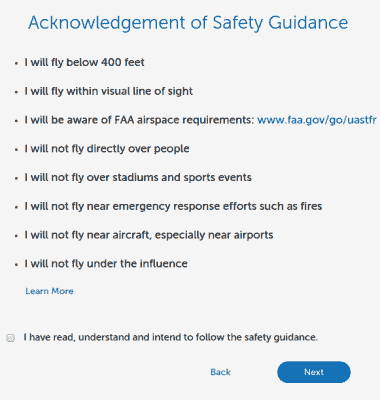 Acknowledgement of Safety Guidance
• I will fly below 400 feet
• I will fly within visual line of sight
• I will be aware of FAA airspace requirements: www.faa.gov/go/uastfr
• I will not fly directly over people
• I will not fly over stadiums and sports events
• I will not fly near emergency response efforts such as fires
• I will not fly near aircraft, especially near airports
• I will not fly under the influence
Learn More
I have read, understand and intend to follow the safety guidance.
Back Next